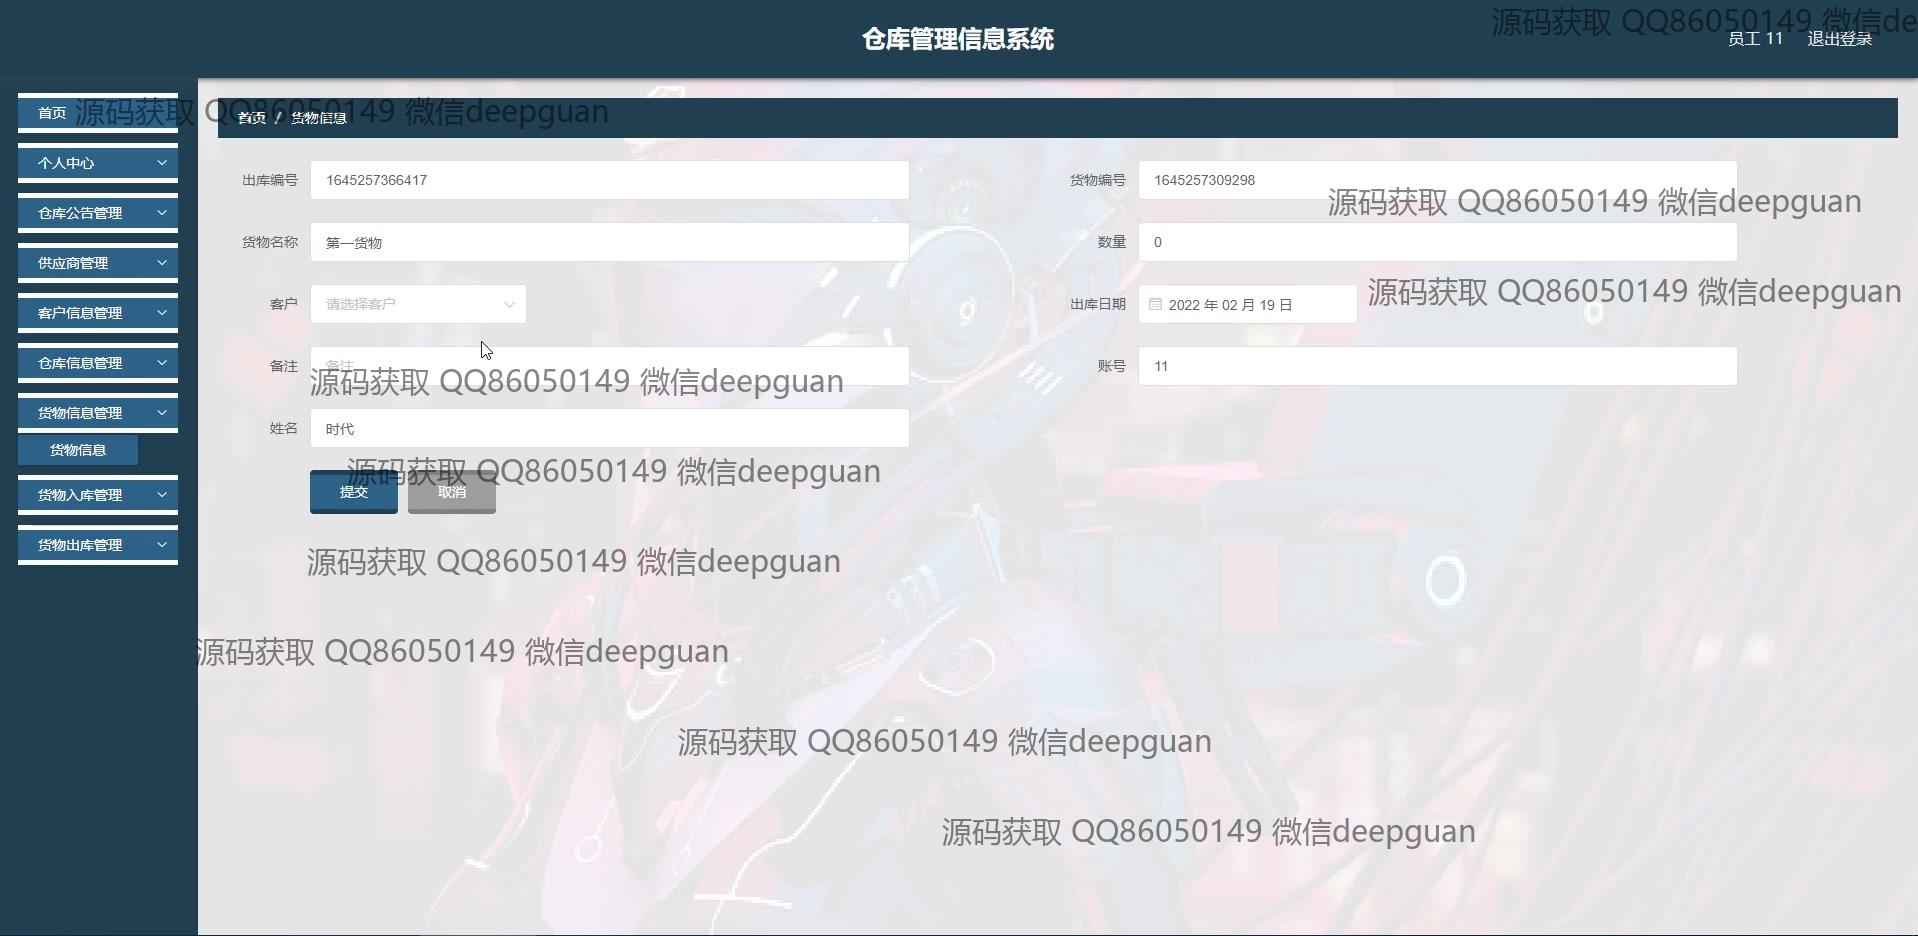 仓库管理信息系统
源码获取 QQ86050149 微信de
员工 11 退出登录
首页
源码获取 QQ86050149 微信deepguan
首页 / 货物信息
个人中心
仓库公告管理
供应商管理
客户信息管理
仓库信息管理
货物信息管理
货物信息
货物入库管理
货物出库管理
出库编号 1645257366417
货物编号 1645257309298
源码获取 QQ86050149 微信deepguan
货物名称 第一货物
数量 0
客户 请选择客户
出库日期 2022 年 02 月 19 日
源码获取 QQ86050149 微信deepguan
备注 备注
账号 11
源码获取 QQ86050149 微信deepguan
姓名 时代
源码获取 QQ86050149 微信deepguan
提交 取消
源码获取 QQ86050149 微信deepguan
源码获取 QQ86050149 微信deepguan
源码获取 QQ86050149 微信deepguan
源码获取 QQ86050149 微信deepguan